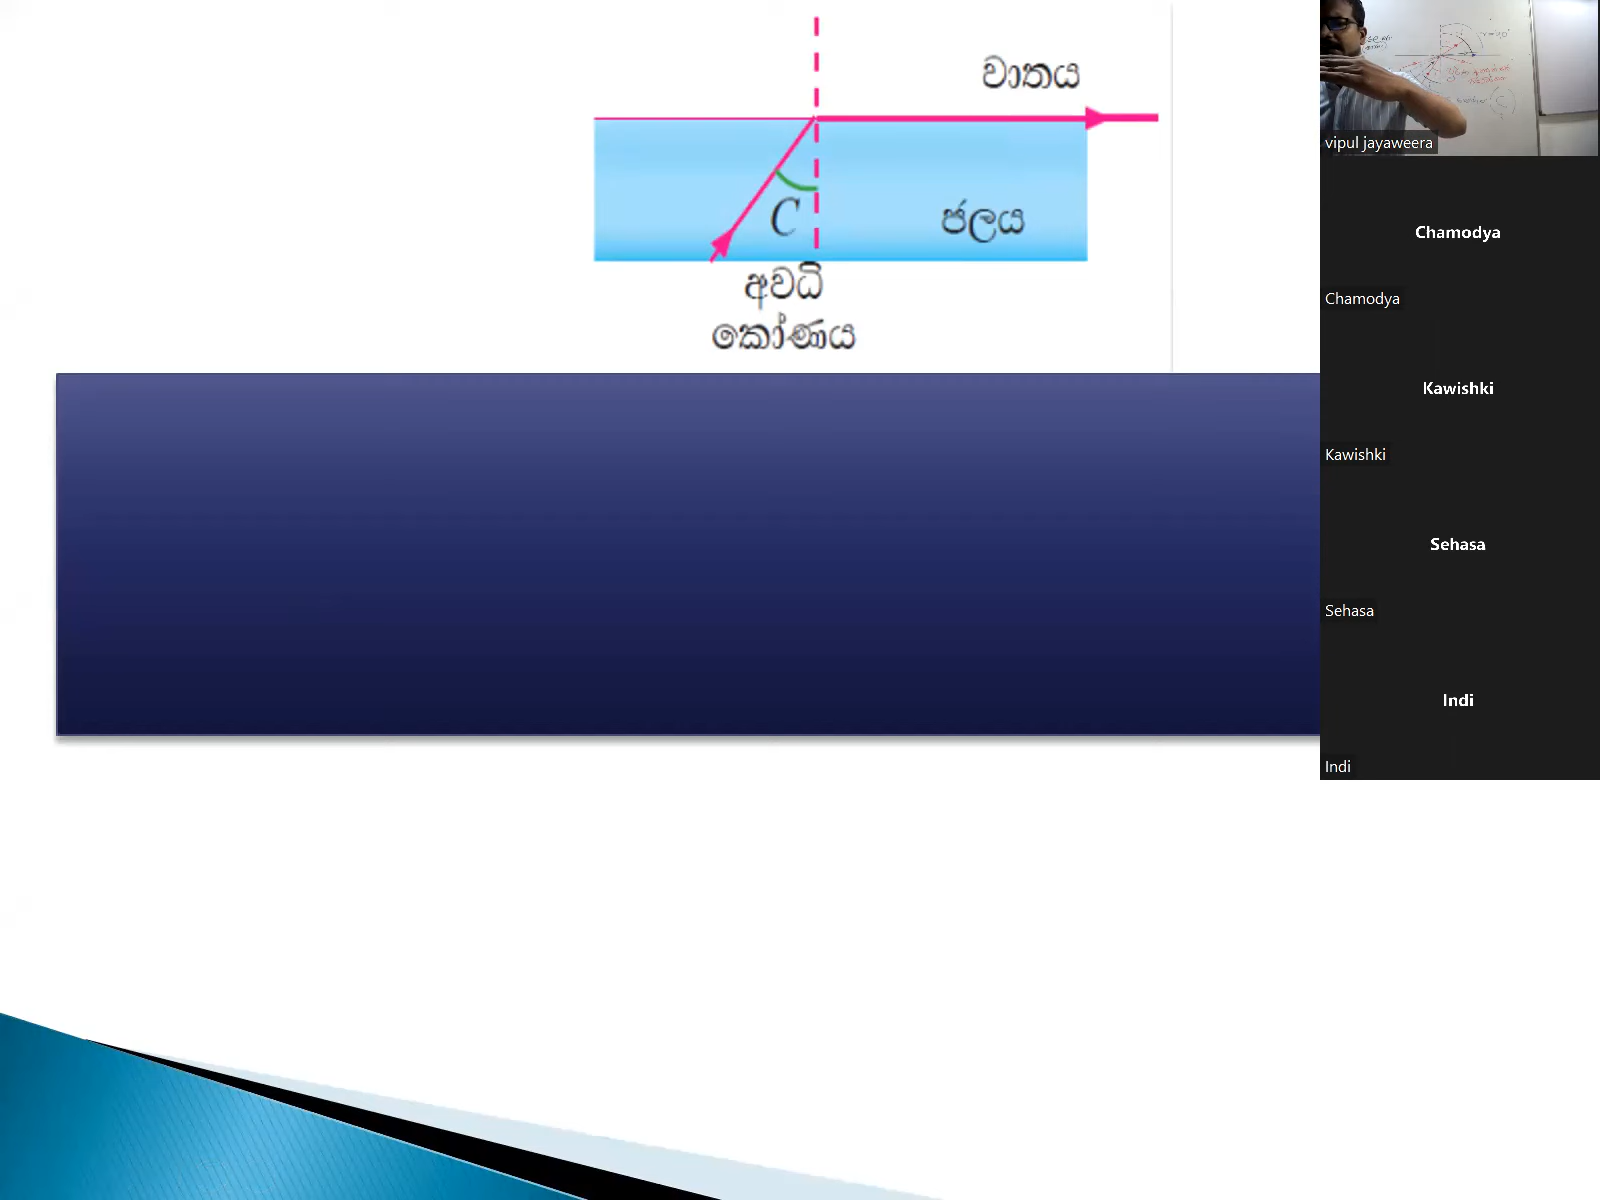 වාතය
C
ජලය
අවධි
කෝණය
vipul jayaweera
Chamodya
Chamodya
Kawishki
Kawishki
Sehasa
Sehasa
Indi
Indi